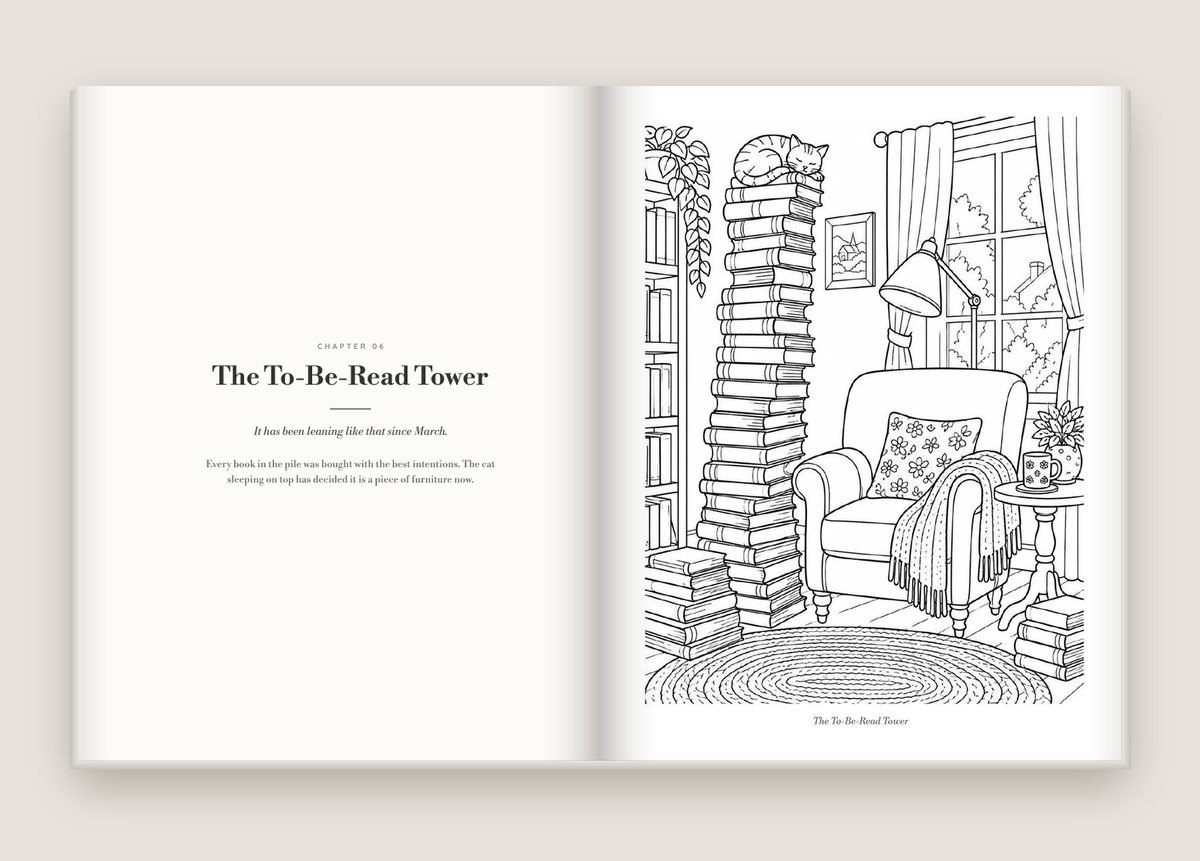 CHAPTER 06
The To-Be-Read Tower
It has been leaning like that since March.
Every book in the pile was bought with the best intentions. The cat
sleeping on top has decided it is a piece of furniture now.
The To-Be-Read Tower